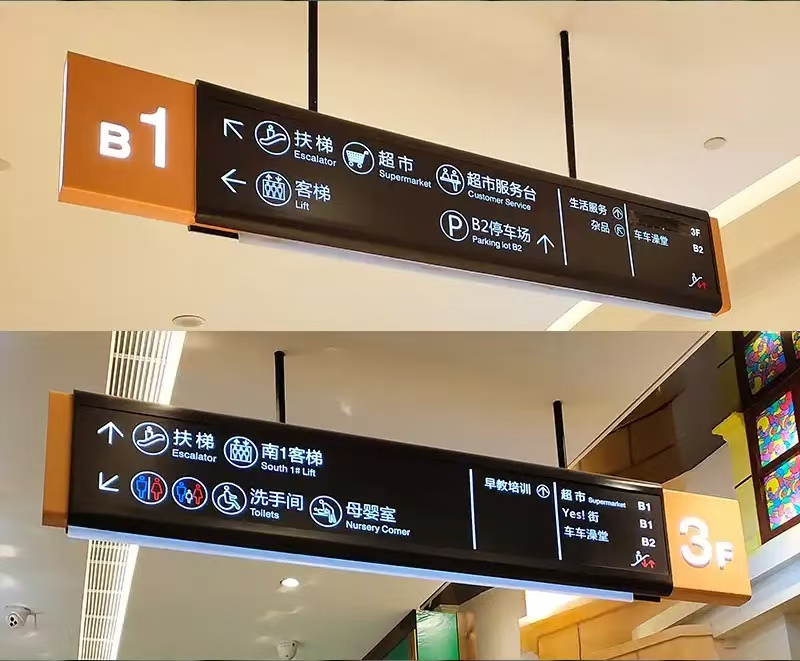 B1
扶梯
Escalator
超市
Supermarket
超市服务台
Customer Service
客梯
Lift
P
B2停车场
Parking lot B2
生活服务
杂品
3F
车车澡堂 B2
扶梯
Escalator
南1客梯
South 1# Lift
洗手间
Toilets
母婴室
Nursery Corner
早教培训
超市 Supermarket B1
Yes! 街 B1
车车澡堂 B2
3F